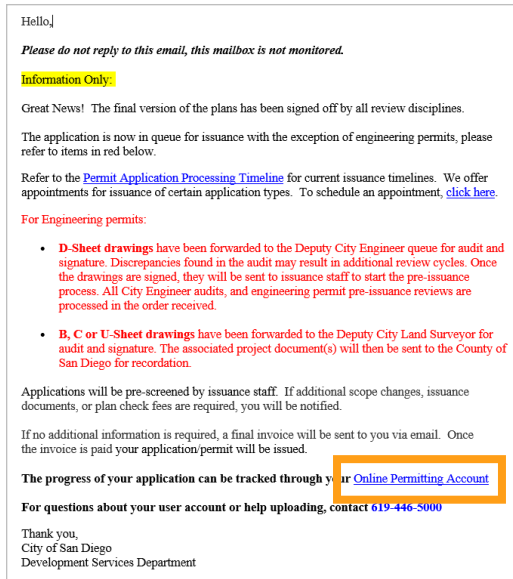 Hello,
Please do not reply to this email, this mailbox is not monitored.
Information Only:
Great News!  The final version of the plans has been signed off by all review disciplines.
The application is now in queue for issuance with the exception of engineering permits, please
refer to items in red below.
Refer to the Permit Application Processing Timeline for current issuance timelines.  We offer
appointments for issuance of certain application types.  To schedule an appointment, click here.
For Engineering permits:
• D-Sheet drawings have been forwarded to the Deputy City Engineer queue for audit and
signature. Discrepancies found in the audit may result in additional review cycles. Once
the drawings are signed, they will be sent to issuance staff to start the pre-issuance
process. All City Engineer audits, and engineering permit pre-issuance reviews are
processed in the order received.
• B, C or U-Sheet drawings have been forwarded to the Deputy City Land Surveyor for
audit and signature. The associated project document(s) will then be sent to the County of
San Diego for recordation.
Applications will be pre-screened by issuance staff.  If additional scope changes, issuance
documents, or plan check fees are required, you will be notified.
If no additional information is required, a final invoice will be sent to you via email.  Once
the invoice is paid your application/permit will be issued.
The progress of your application can be tracked through your Online Permitting Account
For questions about your user account or help uploading, contact 619-446-5000
Thank you,
City of San Diego
Development Services Department